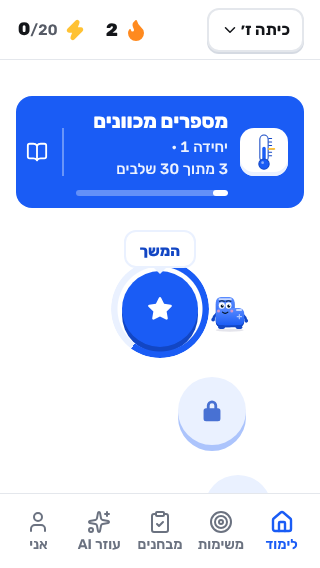 כיתה ז׳
2
0/20
מספרים מכוונים
יחידה 1 •
3 מתוך 30 שלבים
המשך
לימוד
משימות
מבחנים
עוזר AI
אני